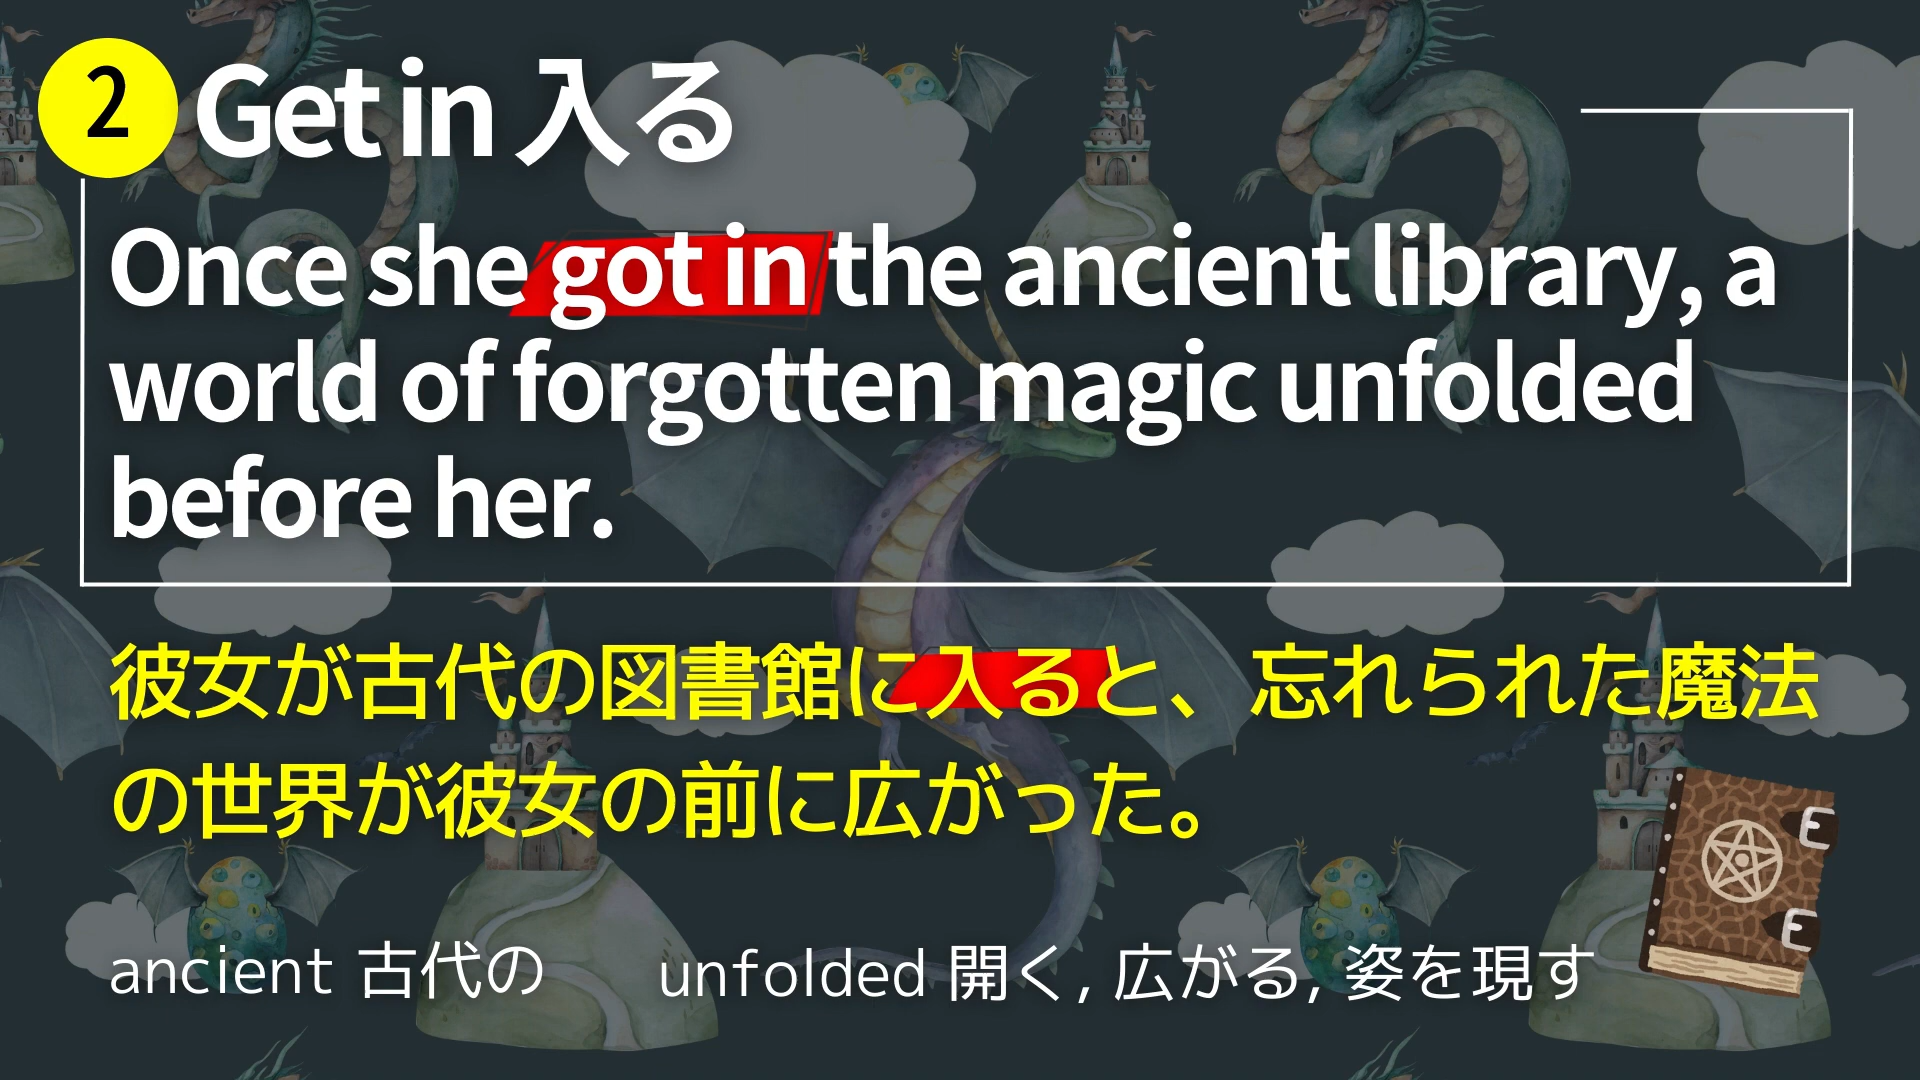 2 Get in 入る
Once she got in the ancient library, a
world of forgotten magic unfolded
before her.
彼女が古代の図書館に入ると、忘れられた魔法
の世界が彼女の前に広がった。
ancient 古代の unfolded 開く, 広がる, 姿を現す